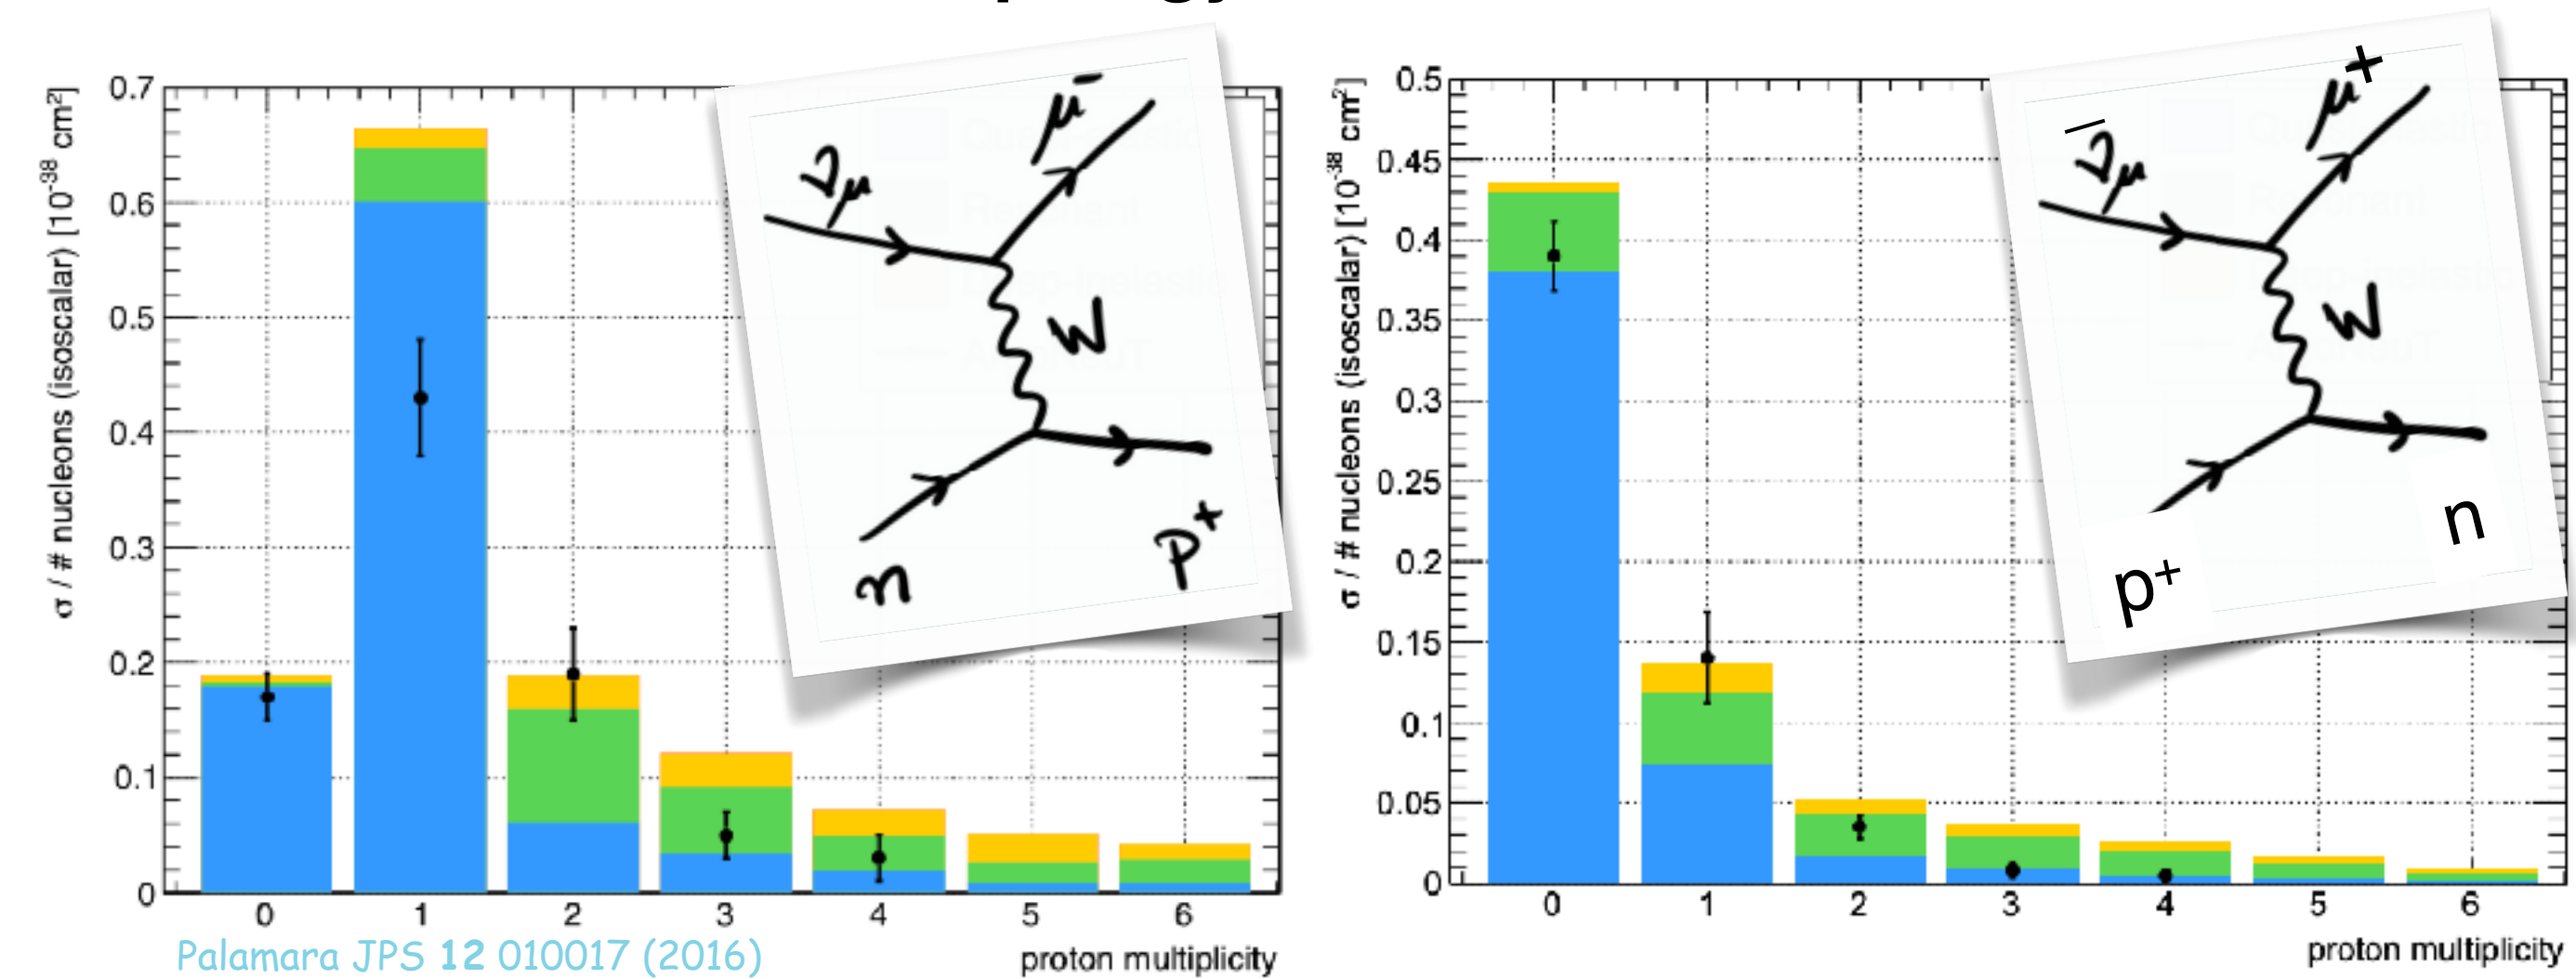 σ / # nucleons (isoscalar) [10⁻³⁸ cm²]
0.7
0.6
0.5
0.4
0.3
0.2
0.1
0
0 1 2 3 4 5 6
proton multiplicity
Palamara JPS 12 010017 (2016)
νμ
μ⁻
W
n
p⁺
σ / # nucleons (isoscalar) [10⁻³⁸ cm²]
0.5
0.45
0.4
0.35
0.3
0.25
0.2
0.15
0.1
0.05
0
0 1 2 3 4 5 6
proton multiplicity
ν̄μ
μ⁺
W
p⁺
n